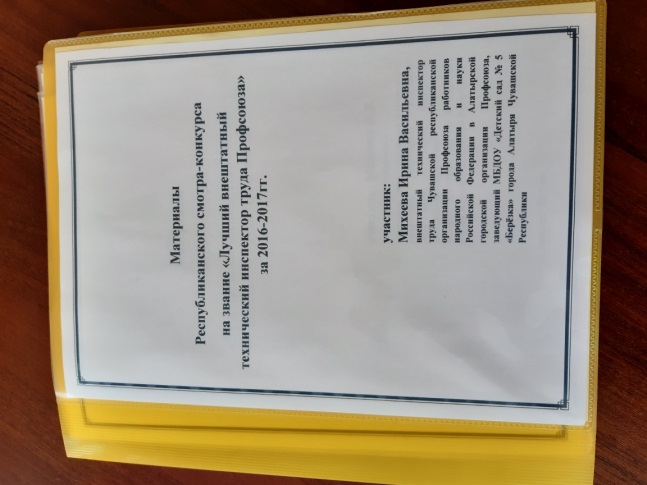 Материалы
Республиканского смотра-конкурса
на звание «Лучший внештатный
технический инспектор труда Профсоюза»
за 2016-2017гг.
участник:
Михеева Ирина Васильевна,
внештатный технический инспектор
труда Чувашской республиканской
организации Профсоюза работников
народного образования и науки
Российской Федерации в Алатырской
городской организации Профсоюза,
заведующий МБДОУ «Детский сад № 5
«Берёзка» города Алатыря Чувашской
Республики